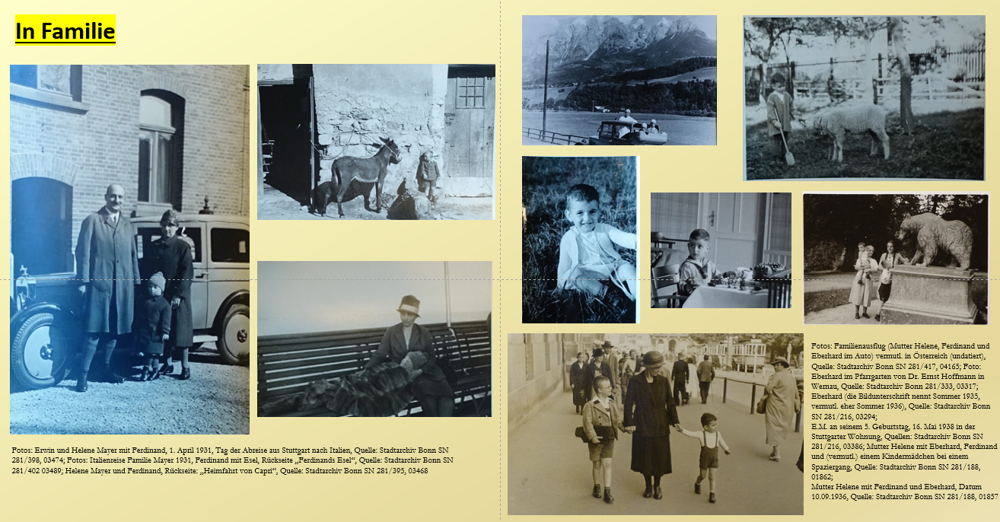 In Familie
Fotos: Erwin und Helene Mayer mit Ferdinand, 1. April 1931, Tag der Abreise aus Stuttgart nach Italien, Quelle: Stadtarchiv Bonn SN
281/398, 03474; Fotos: Italienreise Familie Mayer 1931, Ferdinand mit Esel, Rückseite „Ferdinands Esel“, Quelle: Stadtarchiv Bonn SN
281/402 03489; Helene Mayer und Ferdinand, Rückseite: „Heimfahrt von Capri“, Quelle: Stadtarchiv Bonn SN 281/395, 03468
Fotos: Familienausflug (Mutter Helene, Ferdinand und
Eberhard im Auto) vermutl. in Österreich (undatiert),
Quelle: Stadtarchiv Bonn SN 281/417, 04165; Foto:
Eberhard im Pfarrgarten von Dr. Ernst Hoffmann in
Wernau, Quelle: Stadtarchiv Bonn 281/333, 03317;
Eberhard (die Bildunterschrift nennt Sommer 1935,
vermutl. eher Sommer 1936), Quelle: Stadtarchiv Bonn
SN 281/216, 03294;
E.M. an seinem 5. Geburtstag, 16. Mai 1938 in der
Stuttgarter Wohnung, Quellen: Stadtarchiv Bonn SN
281/216, 03386; Mutter Helene mit Eberhard, Ferdinand
und (vermutl.) einem Kindermädchen bei einem
Spaziergang, Quelle: Stadtarchiv Bonn SN 281/188,
01862;
Mutter Helene mit Ferdinand und Eberhard, Datum
10.09.1936, Quelle: Stadtarchiv Bonn SN 281/188, 01857